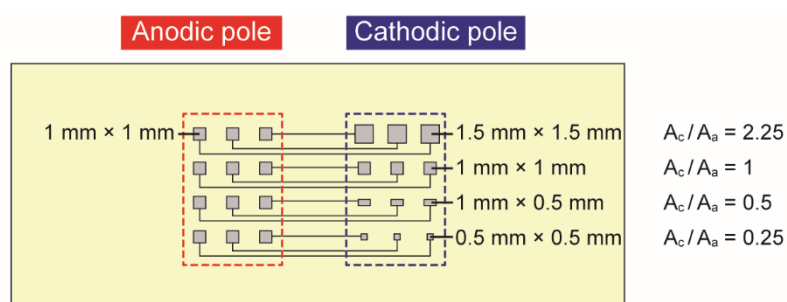 Anodic pole
Cathodic pole
1 mm × 1 mm
1.5 mm × 1.5 mm
Ac/Aa = 2.25
1 mm × 1 mm
Ac/Aa = 1
1 mm × 0.5 mm
Ac/Aa = 0.5
0.5 mm × 0.5 mm
Ac/Aa = 0.25